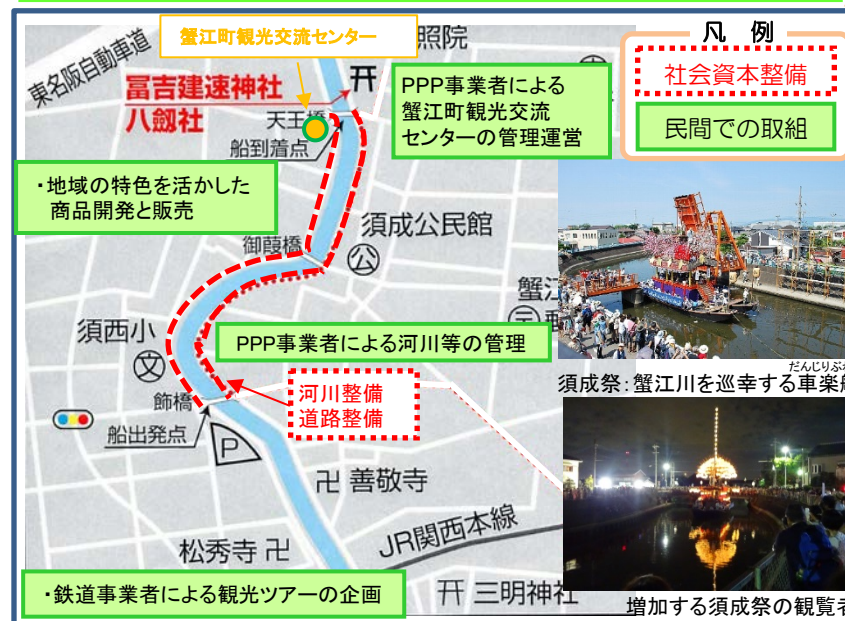 蟹江町観光交流センター
照院
凡 例
社会資本整備
民間での取組
東名阪自動車道
冨吉建速神社
八劔社
天王橋
船到着点
PPP事業者による
蟹江町観光交流
センターの管理運営
・地域の特色を活かした
商品開発と販売
須成公民館
公
御葭橋
蟹江
須西小
文
PPP事業者による河川等の管理
河川整備
道路整備
飾橋
船出発点
P
だんじりぶ
須成祭：蟹江川を巡幸する車楽船
善敬寺
松秀寺
JR関西本線
・鉄道事業者による観光ツアーの企画
三明神社
増加する須成祭の観覧者